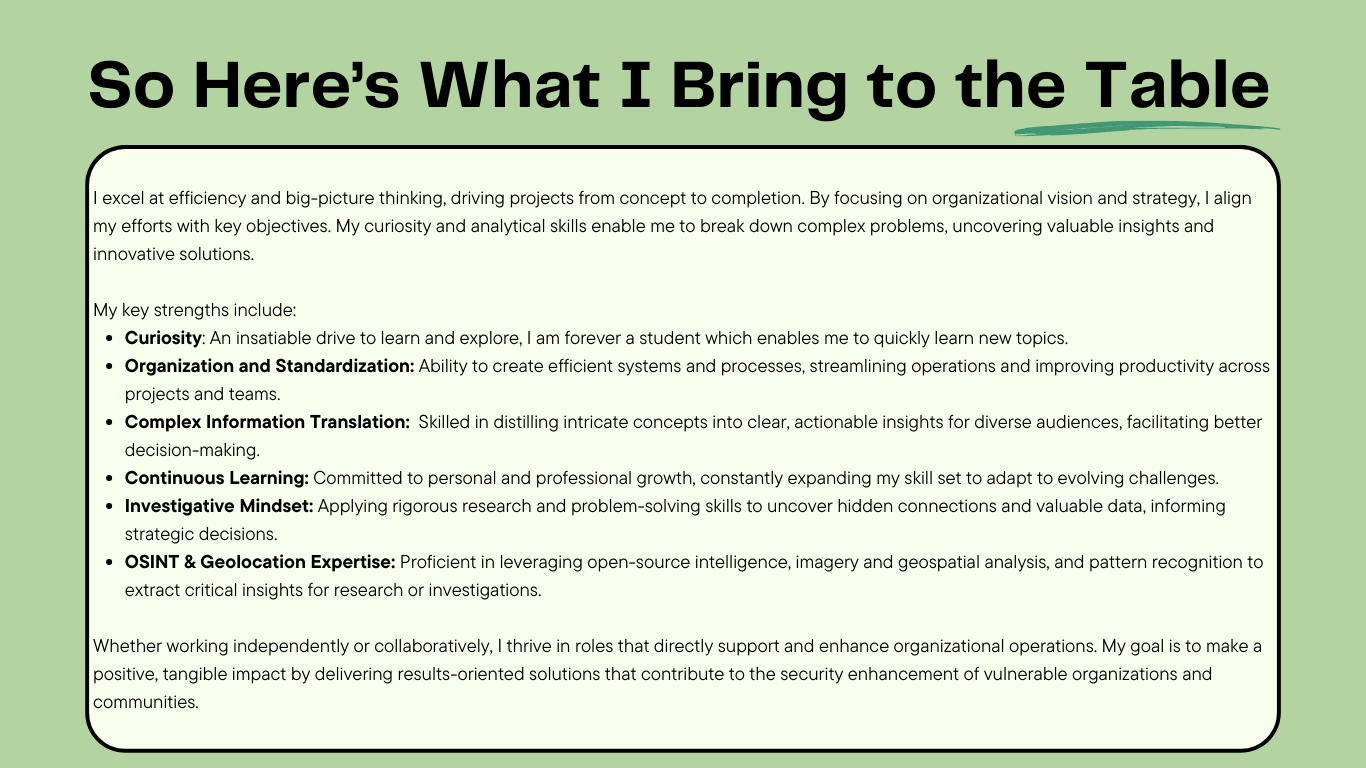 So Here’s What I Bring to the Table
I excel at efficiency and big-picture thinking, driving projects from concept to completion. By focusing on organizational vision and strategy, I align
my efforts with key objectives. My curiosity and analytical skills enable me to break down complex problems, uncovering valuable insights and
innovative solutions.
My key strengths include:
• Curiosity: An insatiable drive to learn and explore, I am forever a student which enables me to quickly learn new topics.
• Organization and Standardization: Ability to create efficient systems and processes, streamlining operations and improving productivity across
projects and teams.
• Complex Information Translation:  Skilled in distilling intricate concepts into clear, actionable insights for diverse audiences, facilitating better
decision-making.
• Continuous Learning: Committed to personal and professional growth, constantly expanding my skill set to adapt to evolving challenges.
• Investigative Mindset: Applying rigorous research and problem-solving skills to uncover hidden connections and valuable data, informing
strategic decisions.
• OSINT & Geolocation Expertise: Proficient in leveraging open-source intelligence, imagery and geospatial analysis, and pattern recognition to
extract critical insights for research or investigations.
Whether working independently or collaboratively, I thrive in roles that directly support and enhance organizational operations. My goal is to make a
positive, tangible impact by delivering results-oriented solutions that contribute to the security enhancement of vulnerable organizations and
communities.